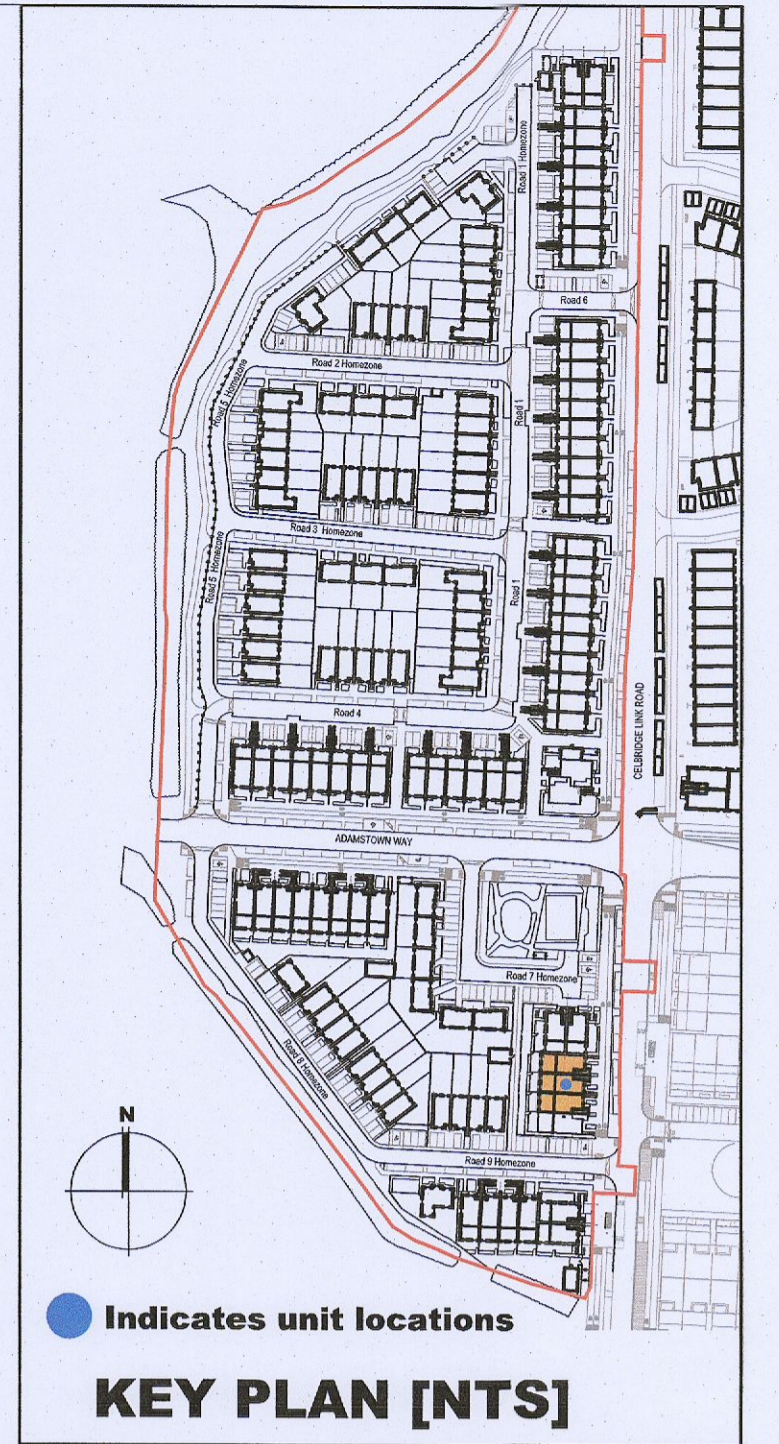 Road 1 Homezone
Road 6
Road 2 Homezone
Road 5 Homezone
Road 1
Road 3 Homezone
Road 5 Homezone
Road 1
Road 4
CELBRIDGE LINK ROAD
ADAMSTOWN WAY
Road 7 Homezone
Road 8 Homezone
Road 9 Homezone
N
Indicates unit locations
KEY PLAN [NTS]